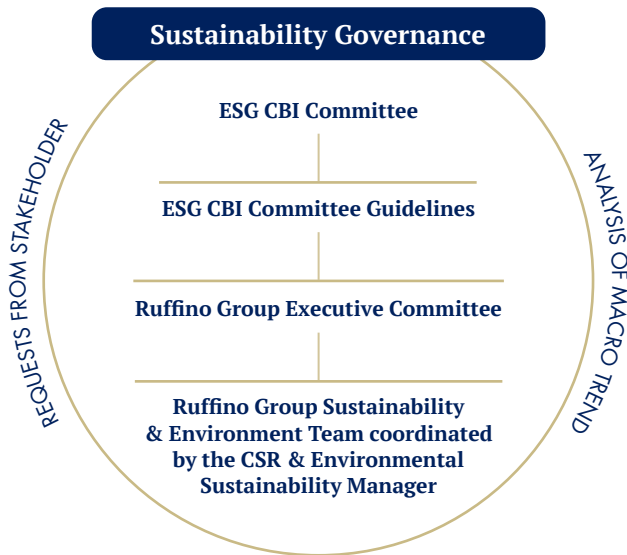 Sustainability Governance
REQUESTS FROM STAKEHOLDER
ESG CBI Committee
ESG CBI Committee Guidelines
Ruffino Group Executive Committee
Ruffino Group Sustainability
& Environment Team coordinated
by the CSR & Environmental
Sustainability Manager
ANALYSIS OF MACRO TREND